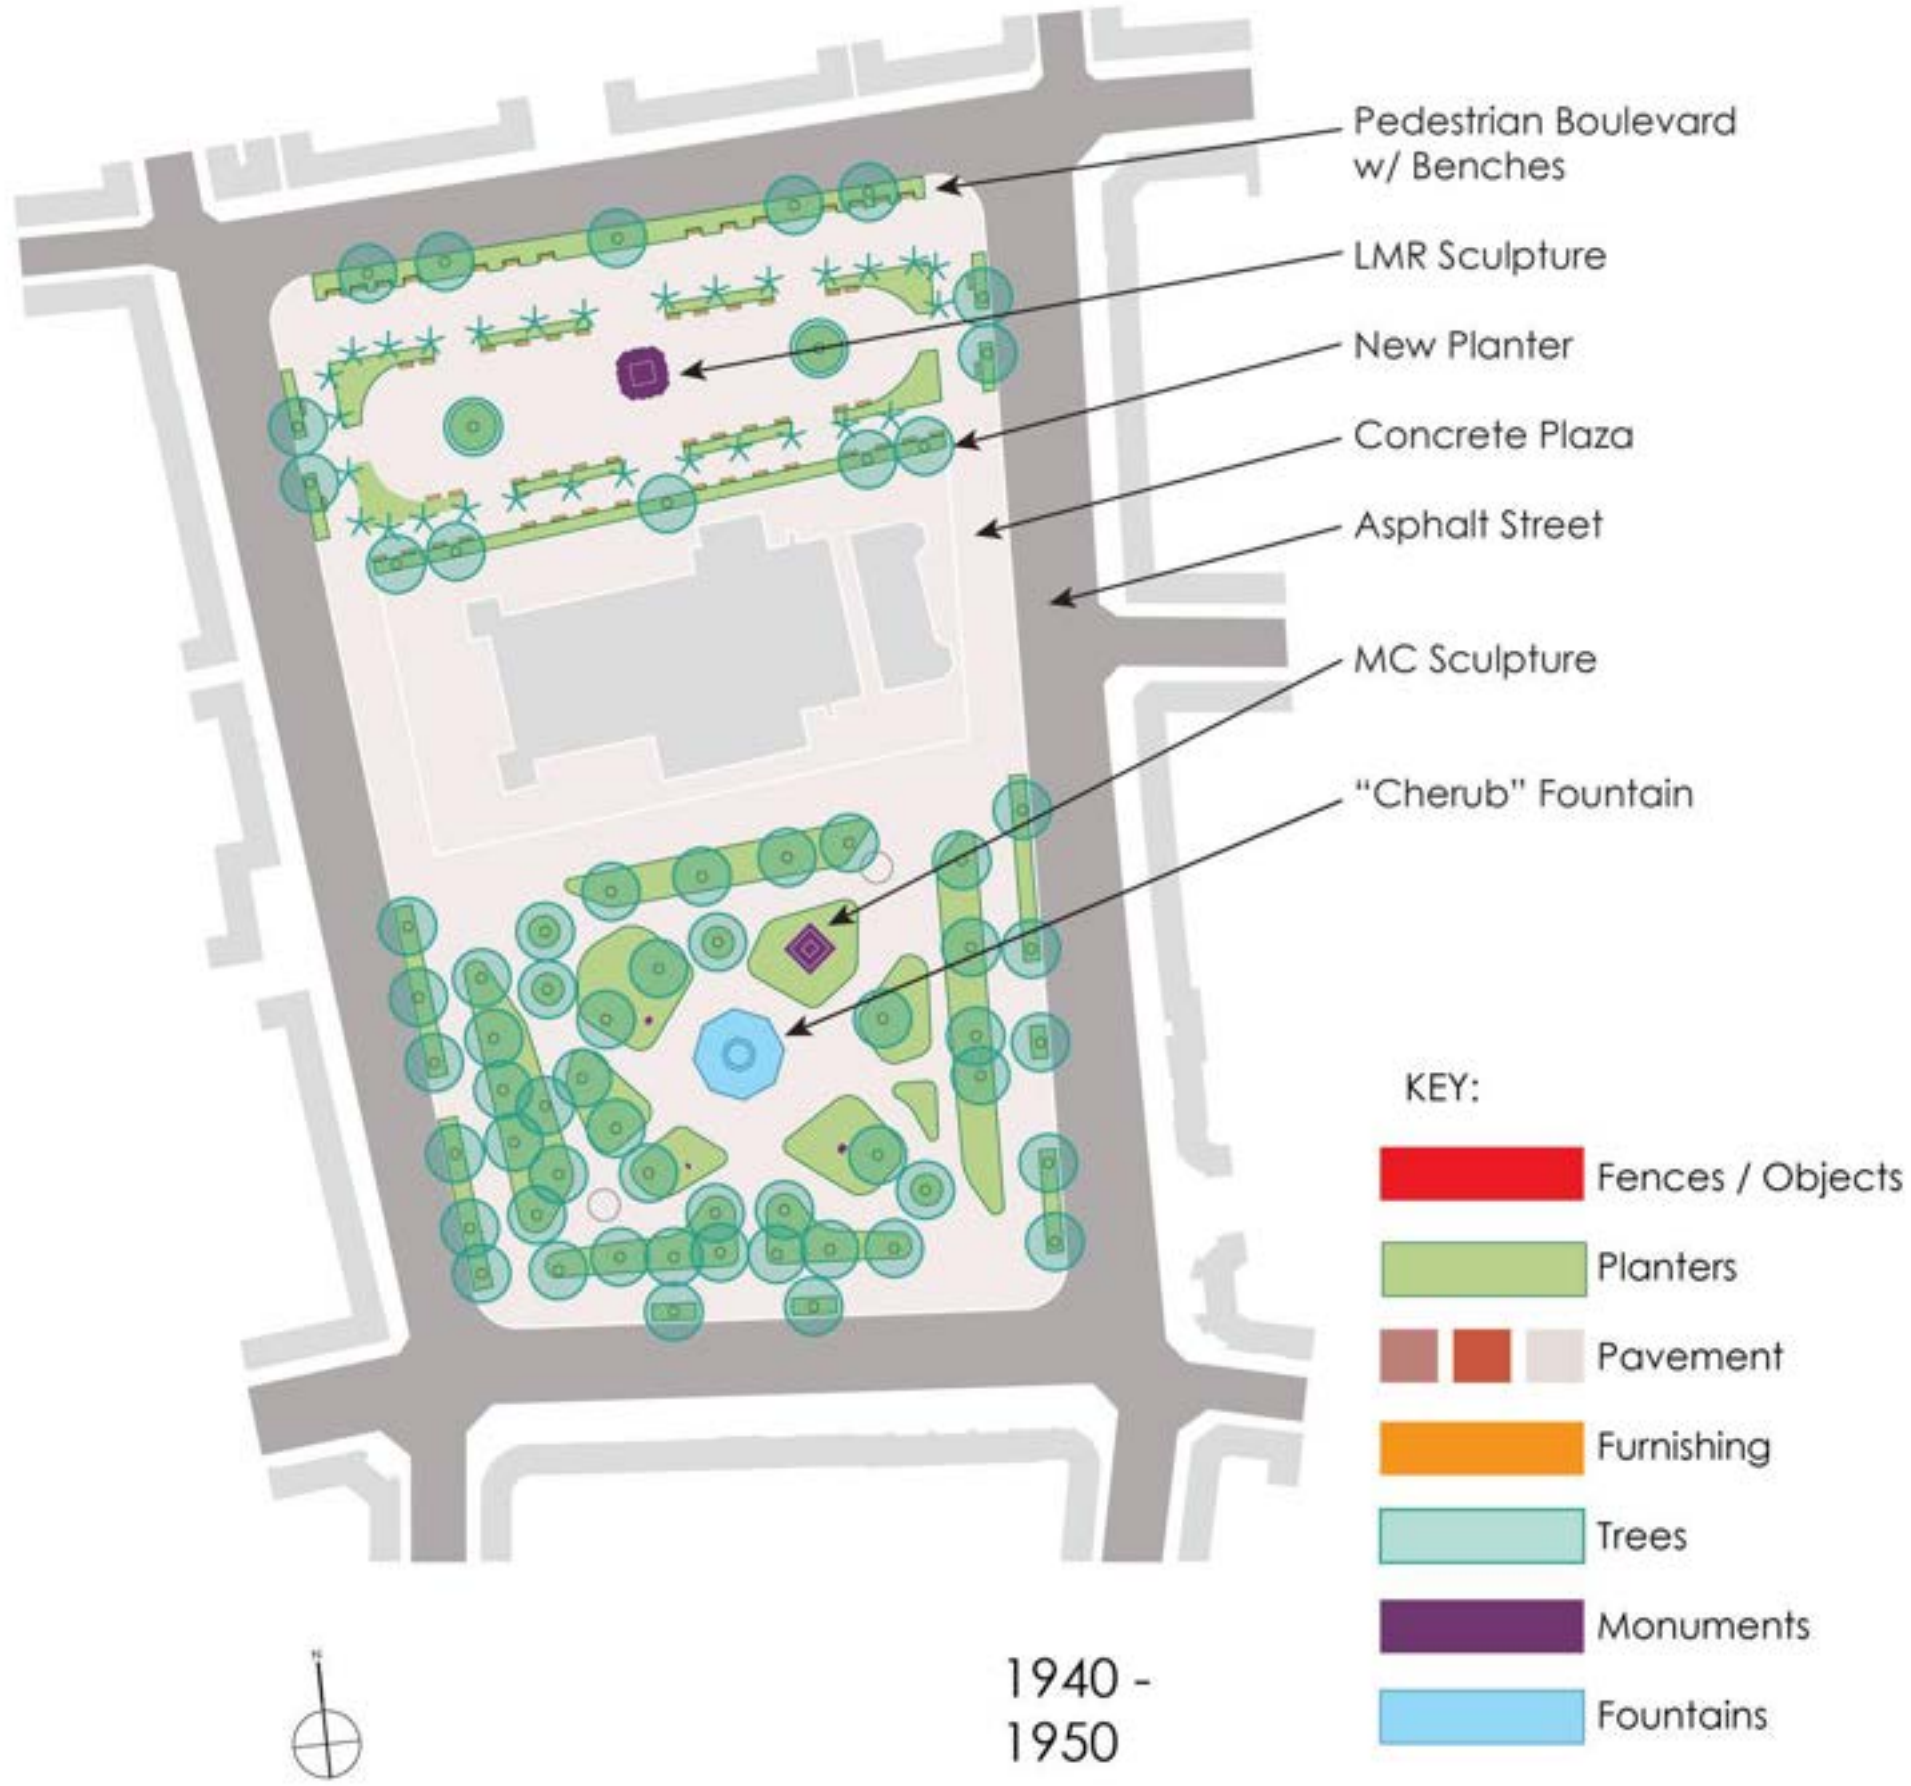 Pedestrian Boulevard
w/ Benches
LMR Sculpture
New Planter
Concrete Plaza
Asphalt Street
MC Sculpture
“Cherub” Fountain
KEY:
Fences / Objects
Planters
Pavement
Furnishing
Trees
Monuments
Fountains
N
1940 -
1950